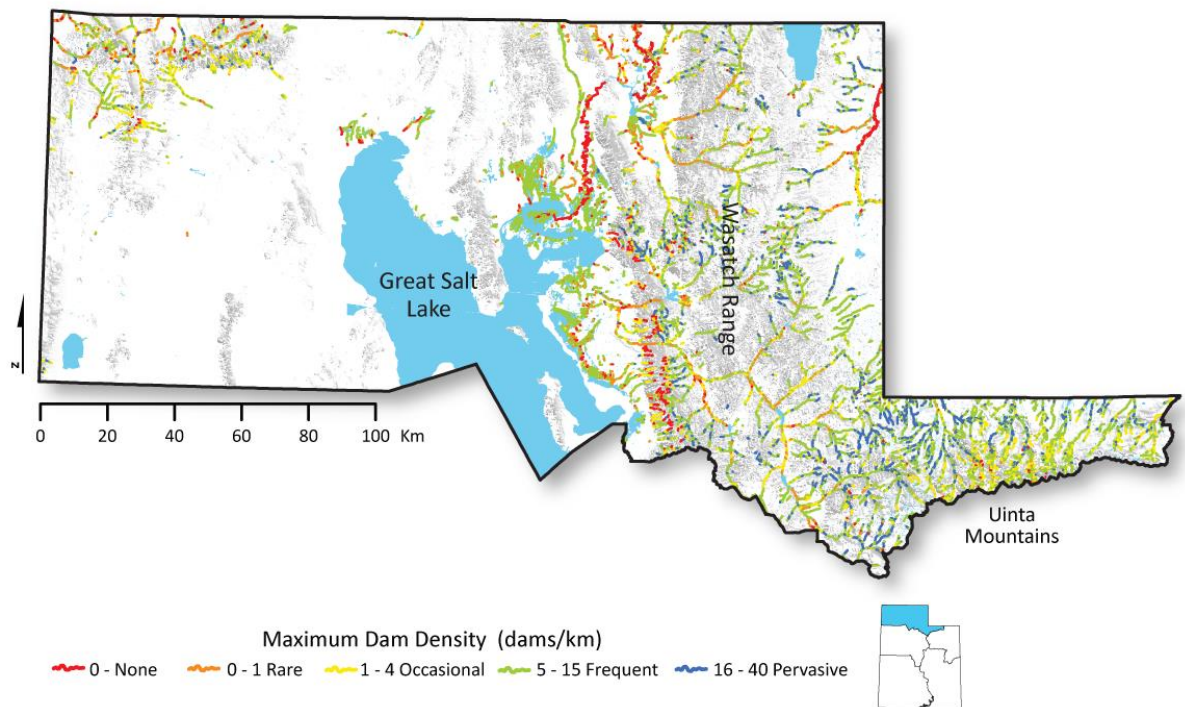 Great Salt
Lake
Wasatch Range
Uinta
Mountains
N
0 20 40 60 80 100 Km
Maximum Dam Density (dams/km)
0 - None 0 - 1 Rare 1 - 4 Occasional 5 - 15 Frequent 16 - 40 Pervasive